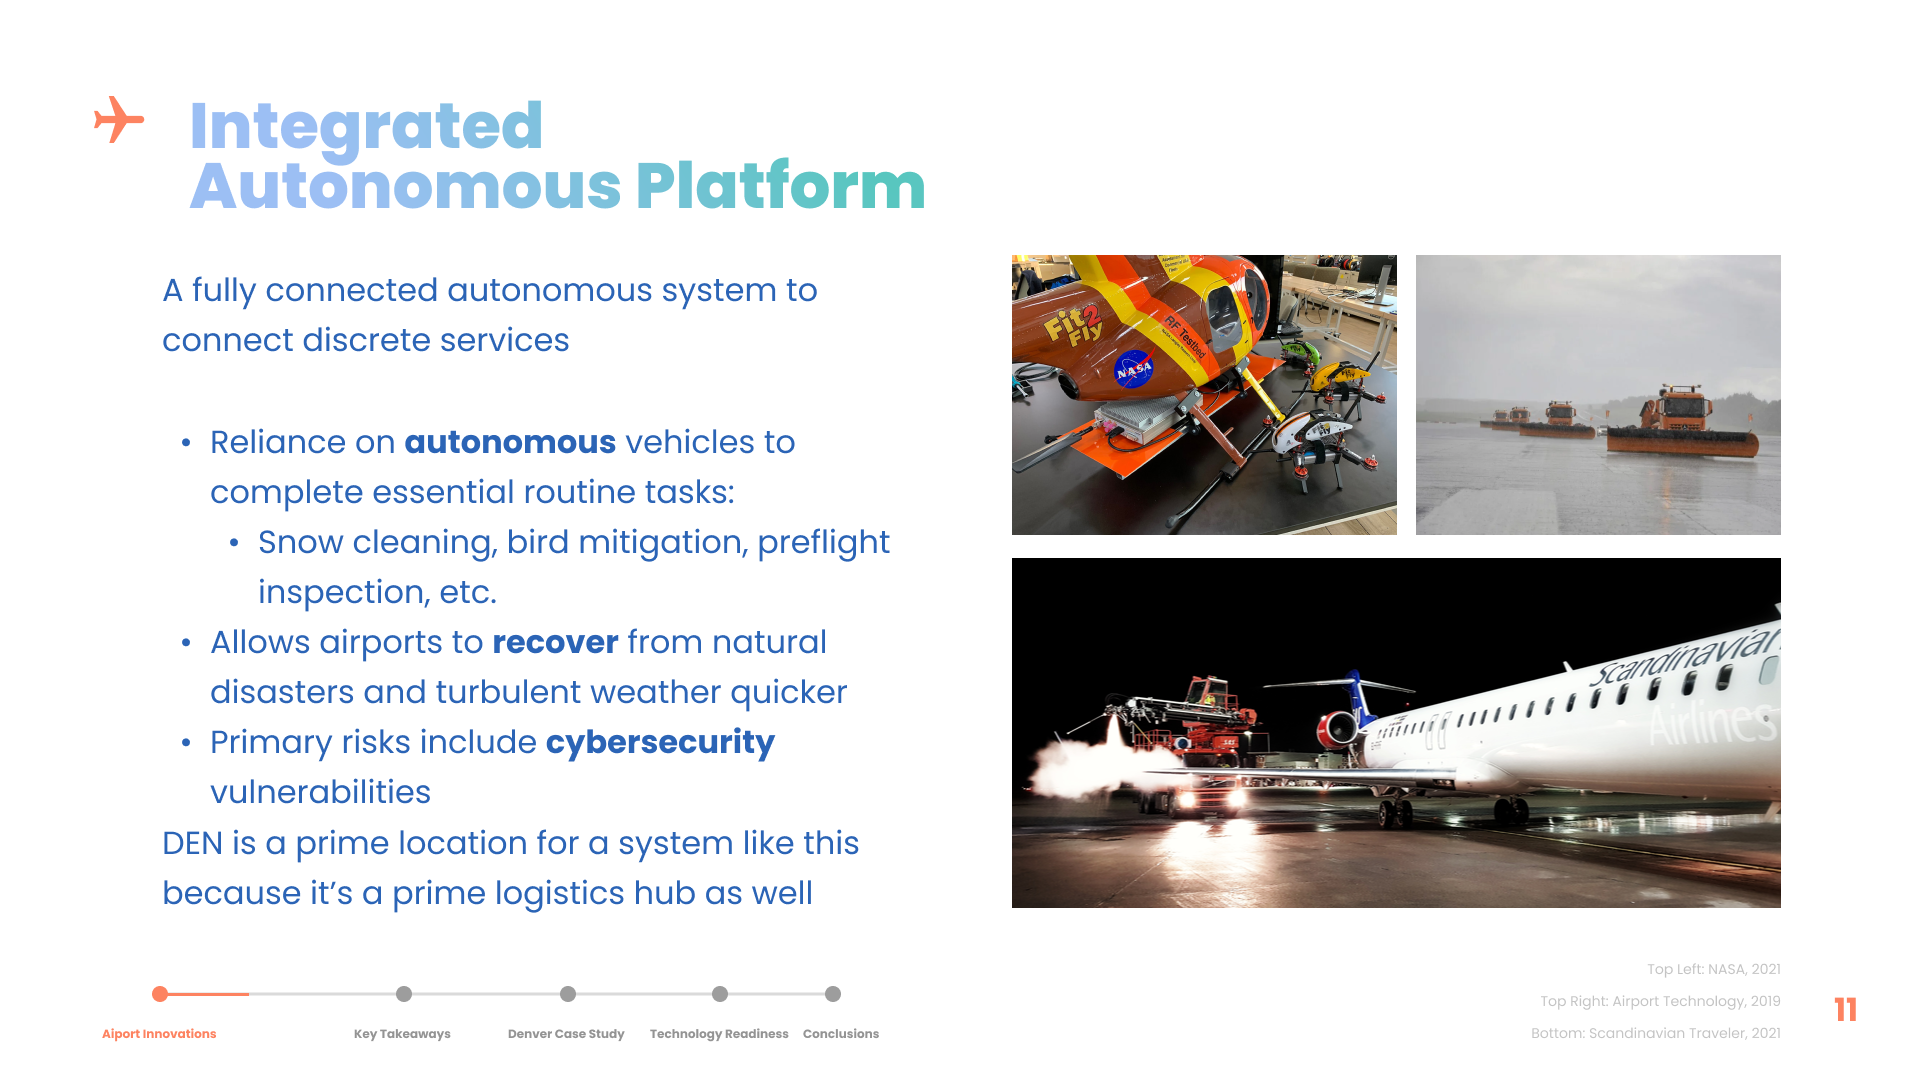 Integrated
Autonomous Platform
A fully connected autonomous system to
connect discrete services
• Reliance on autonomous vehicles to
complete essential routine tasks:
• Snow cleaning, bird mitigation, preflight
inspection, etc.
• Allows airports to recover from natural
disasters and turbulent weather quicker
• Primary risks include cybersecurity
vulnerabilities
DEN is a prime location for a system like this
because it’s a prime logistics hub as well
Fit2
Fly
RF Testbed
NASA
Scandinavian
Airlines
Aiport Innovations
Key Takeaways
Denver Case Study
Technology Readiness
Conclusions
Top Left: NASA, 2021
Top Right: Airport Technology, 2019
Bottom: Scandinavian Traveler, 2021
11